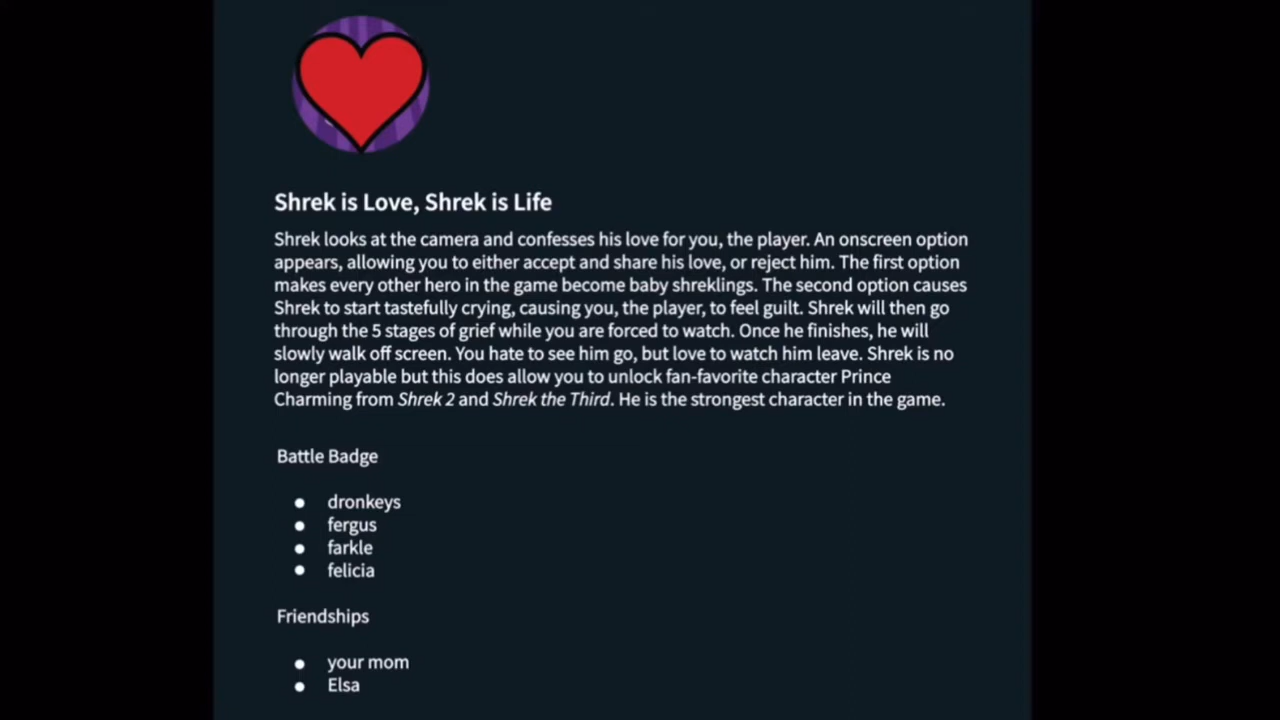 Shrek is Love, Shrek is Life
Shrek looks at the camera and confesses his love for you, the player. An onscreen option
appears, allowing you to either accept and share his love, or reject him. The first option
makes every other hero in the game become baby shreklings. The second option causes
Shrek to start tastefully crying, causing you, the player, to feel guilt. Shrek will then go
through the 5 stages of grief while you are forced to watch. Once he finishes, he will
slowly walk off screen. You hate to see him go, but love to watch him leave. Shrek is no
longer playable but this does allow you to unlock fan-favorite character Prince
Charming from Shrek 2 and Shrek the Third. He is the strongest character in the game.
Battle Badge
● dronkeys
● fergus
● farkle
● felicia
Friendships
● your mom
● Elsa